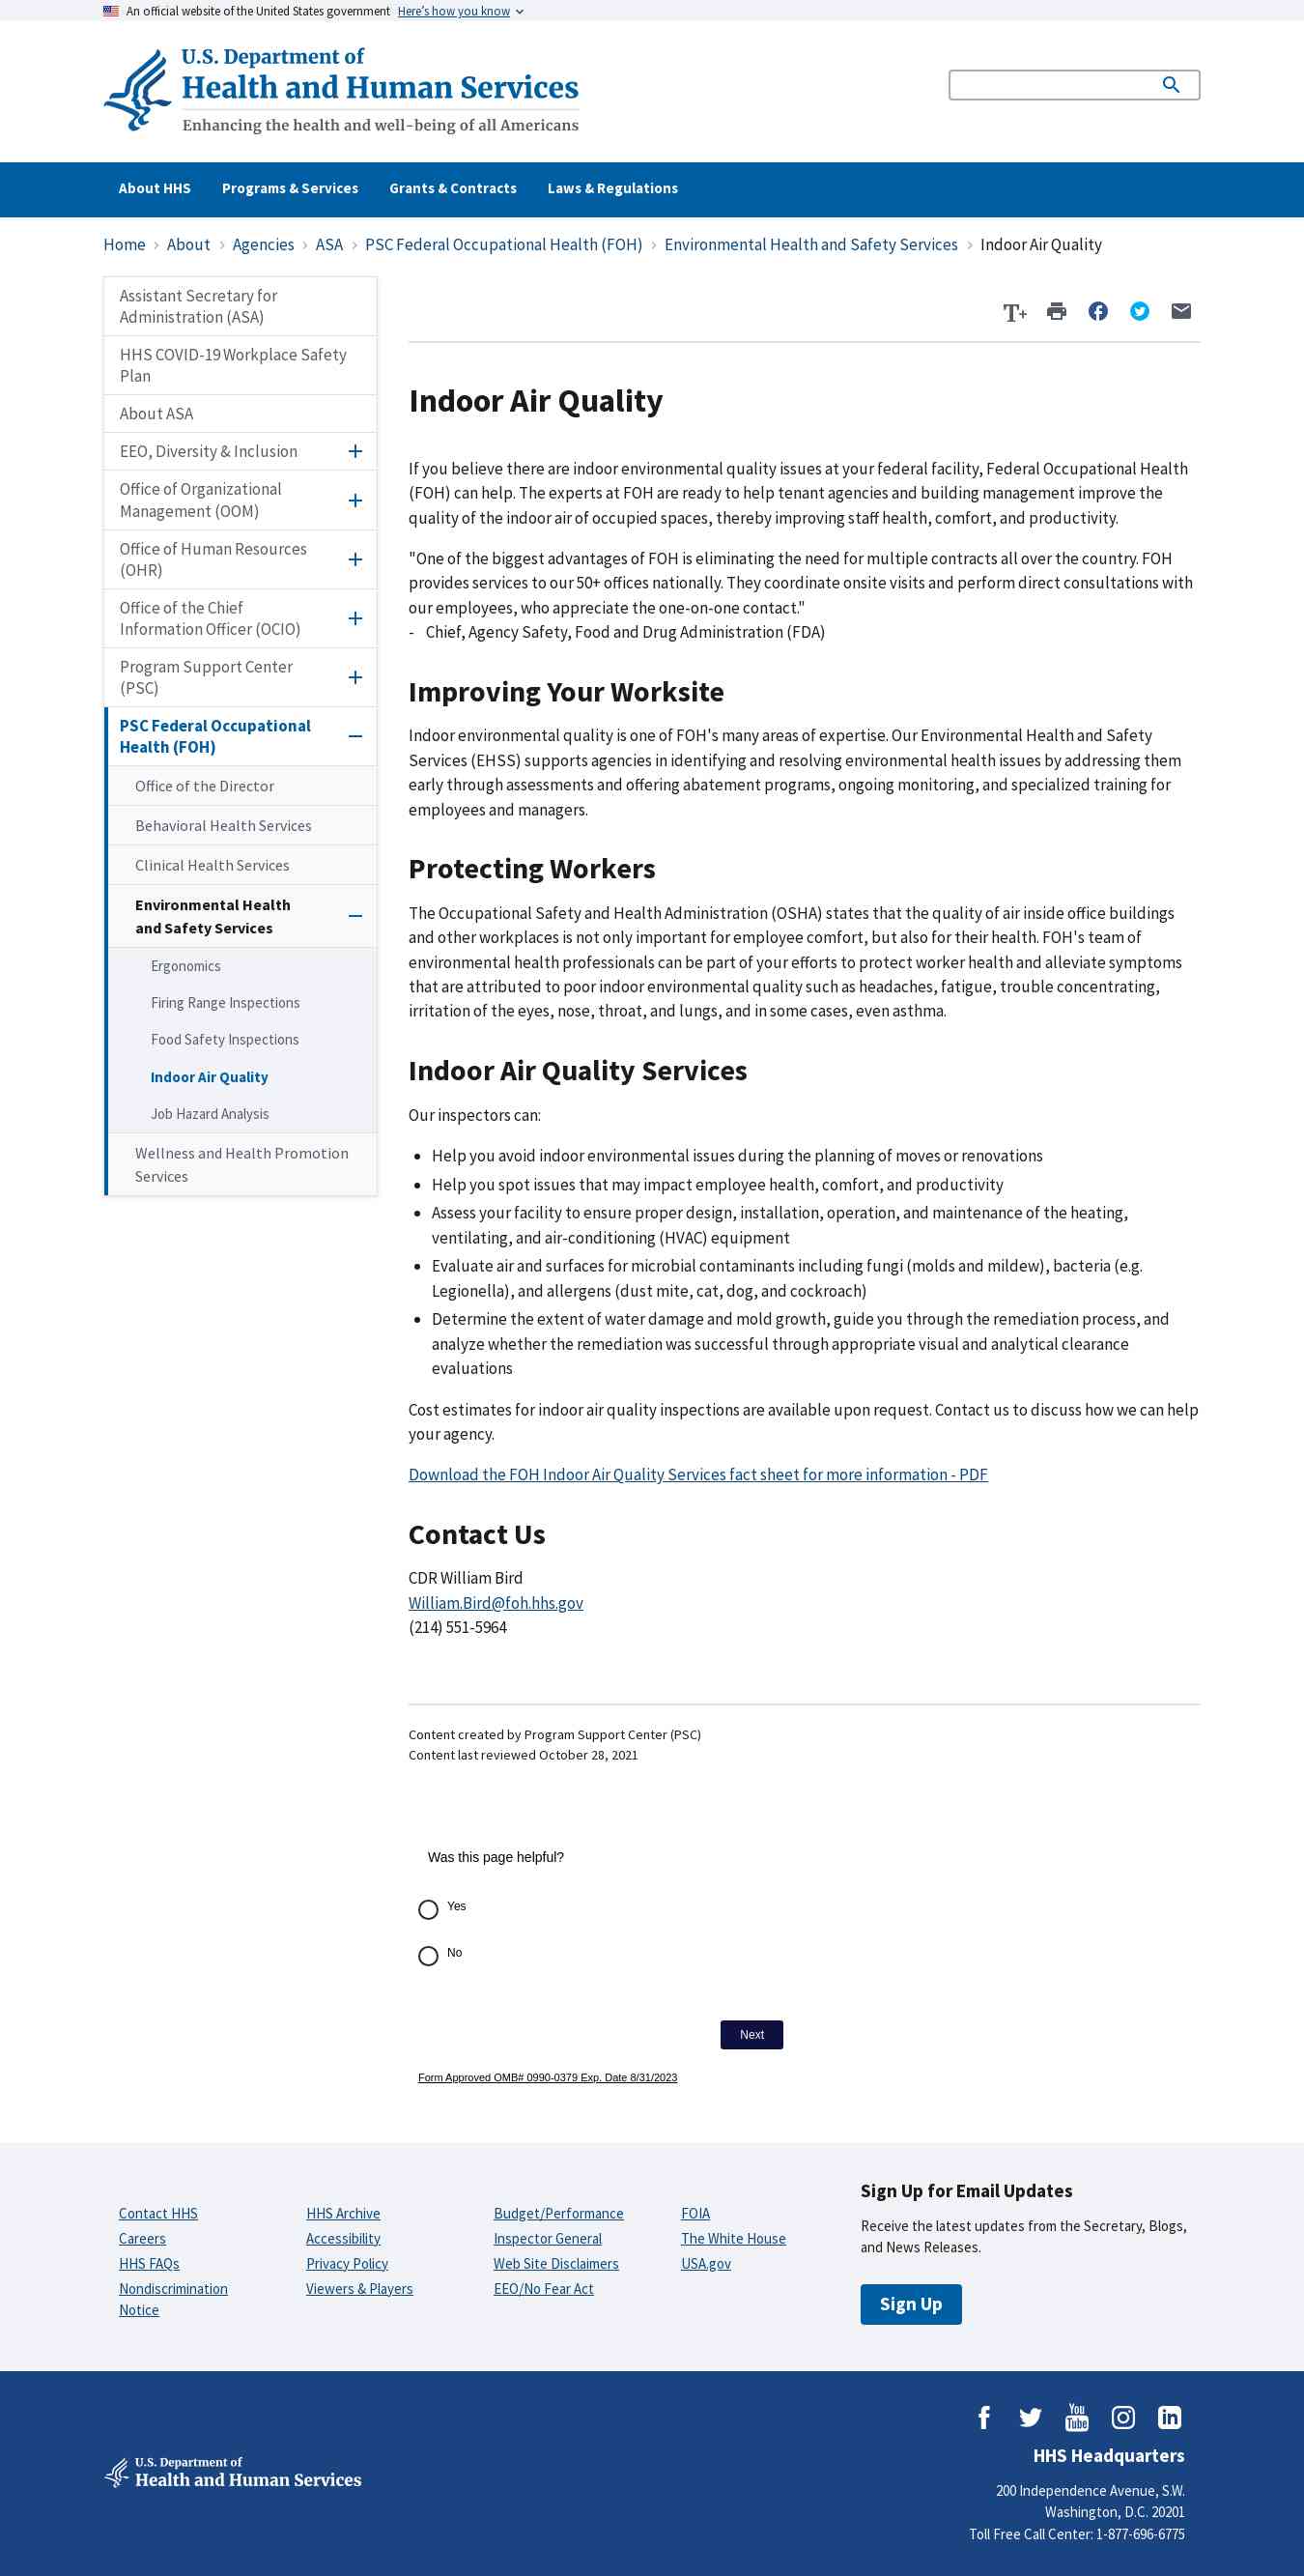 An official website of the United States government Here's how you know
U.S. Department of
Health and Human Services
Enhancing the health and well-being of all Americans
About HHS Programs & Services Grants & Contracts Laws & Regulations
Home > About > Agencies > ASA > PSC Federal Occupational Health (FOH) > Environmental Health and Safety Services > Indoor Air Quality
Assistant Secretary for
Administration (ASA)
HHS COVID-19 Workplace Safety
Plan
About ASA
EEO, Diversity & Inclusion
Office of Organizational
Management (OOM)
Office of Human Resources
(OHR)
Office of the Chief
Information Officer (OCIO)
Program Support Center
(PSC)
PSC Federal Occupational
Health (FOH)
Office of the Director
Behavioral Health Services
Clinical Health Services
Environmental Health
and Safety Services
Ergonomics
Firing Range Inspections
Food Safety Inspections
Indoor Air Quality
Job Hazard Analysis
Wellness and Health Promotion
Services
T+
Indoor Air Quality
If you believe there are indoor environmental quality issues at your federal facility, Federal Occupational Health
(FOH) can help. The experts at FOH are ready to help tenant agencies and building management improve the
quality of the indoor air of occupied spaces, thereby improving staff health, comfort, and productivity.
"One of the biggest advantages of FOH is eliminating the need for multiple contracts all over the country. FOH
provides services to our 50+ offices nationally. They coordinate onsite visits and perform direct consultations with
our employees, who appreciate the one-on-one contact."
- Chief, Agency Safety, Food and Drug Administration (FDA)
Improving Your Worksite
Indoor environmental quality is one of FOH's many areas of expertise. Our Environmental Health and Safety
Services (EHSS) supports agencies in identifying and resolving environmental health issues by addressing them
early through assessments and offering abatement programs, ongoing monitoring, and specialized training for
employees and managers.
Protecting Workers
The Occupational Safety and Health Administration (OSHA) states that the quality of air inside office buildings
and other workplaces is not only important for employee comfort, but also for their health. FOH's team of
environmental health professionals can be part of your efforts to protect worker health and alleviate symptoms
that are attributed to poor indoor environmental quality such as headaches, fatigue, trouble concentrating,
irritation of the eyes, nose, throat, and lungs, and in some cases, even asthma.
Indoor Air Quality Services
Our inspectors can:
• Help you avoid indoor environmental issues during the planning of moves or renovations
• Help you spot issues that may impact employee health, comfort, and productivity
• Assess your facility to ensure proper design, installation, operation, and maintenance of the heating,
ventilating, and air-conditioning (HVAC) equipment
• Evaluate air and surfaces for microbial contaminants including fungi (molds and mildew), bacteria (e.g.
Legionella), and allergens (dust mite, cat, dog, and cockroach)
• Determine the extent of water damage and mold growth, guide you through the remediation process, and
analyze whether the remediation was successful through appropriate visual and analytical clearance
evaluations
Cost estimates for indoor air quality inspections are available upon request. Contact us to discuss how we can help
your agency.
Download the FOH Indoor Air Quality Services fact sheet for more information - PDF
Contact Us
CDR William Bird
William.Bird@foh.hhs.gov
(214) 551-5964
Content created by Program Support Center (PSC)
Content last reviewed October 28, 2021
Was this page helpful?
Yes
No
Next
Form Approved OMB# 0990-0379 Exp. Date 8/31/2023
Contact HHS
Careers
HHS FAQs
Nondiscrimination
Notice
HHS Archive
Accessibility
Privacy Policy
Viewers & Players
Budget/Performance
Inspector General
Web Site Disclaimers
EEO/No Fear Act
FOIA
The White House
USA.gov
Sign Up for Email Updates
Receive the latest updates from the Secretary, Blogs,
and News Releases.
Sign Up
You
Tube
U.S. Department of
Health and Human Services
HHS Headquarters
200 Independence Avenue, S.W.
Washington, D.C. 20201
Toll Free Call Center: 1-877-696-6775